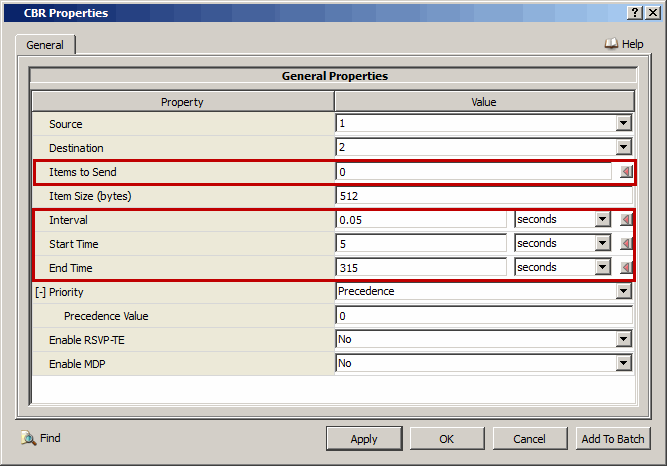 CBR Properties
General
Help
General Properties
Property Value
Source 1
Destination 2
Items to Send 0
Item Size (bytes) 512
Interval 0.05 seconds
Start Time 5 seconds
End Time 315 seconds
[-] Priority Precedence
Precedence Value 0
Enable RSVP-TE No
Enable MDP No
Find Apply OK Cancel Add To Batch